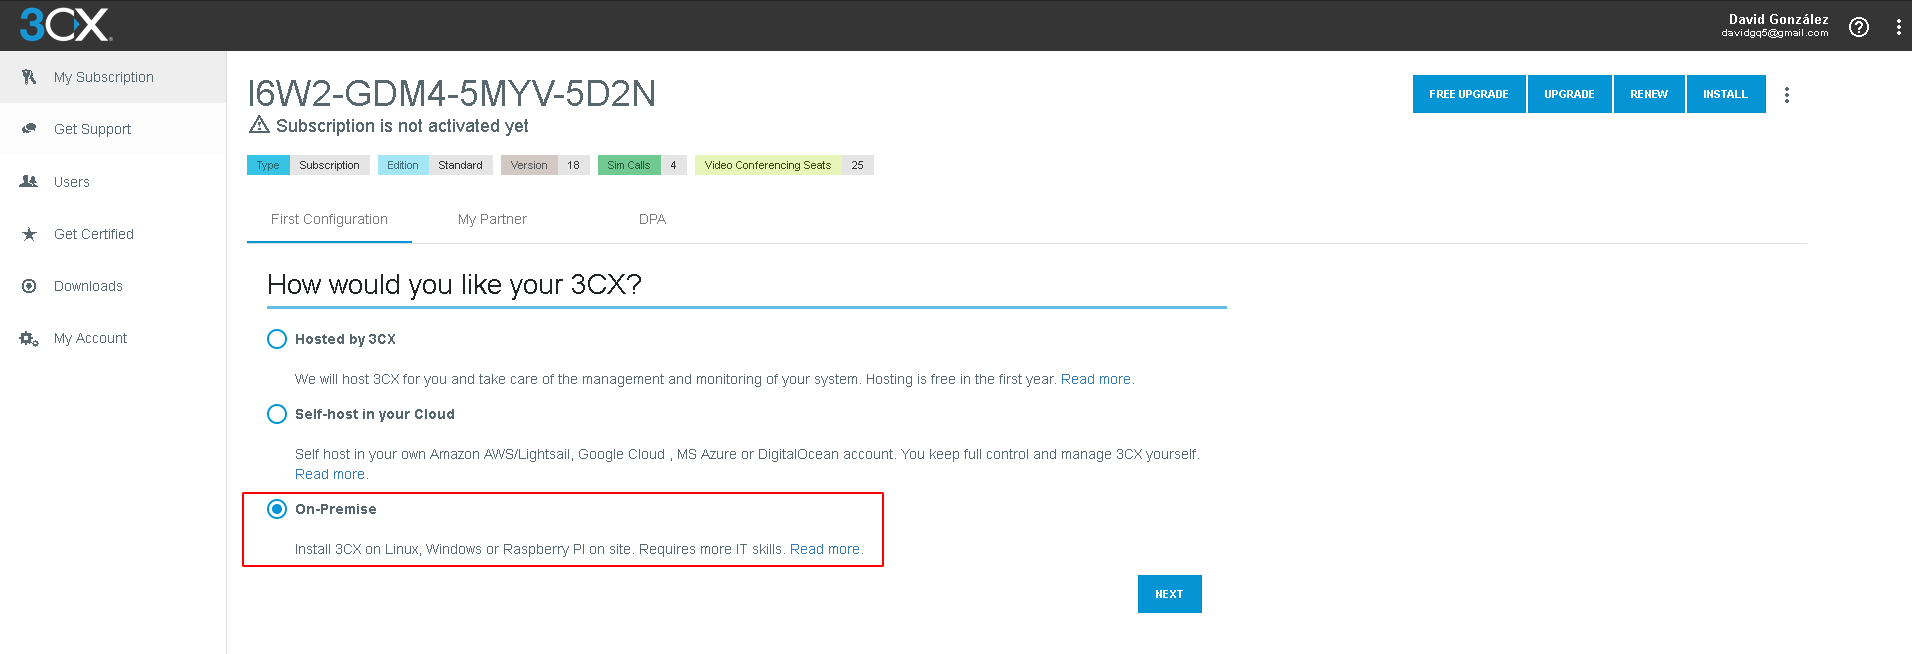 3CX
David González
davidgq5@gmail.com
My Subscription
Get Support
Users
Get Certified
Downloads
My Account
I6W2-GDM4-5MYV-5D2N
Subscription is not activated yet
FREE UPGRADE UPGRADE RENEW INSTALL
Type Subscription Edition Standard Version 18 Sim Calls 4 Video Conferencing Seats 25
First Configuration My Partner DPA
How would you like your 3CX?
Hosted by 3CX
We will host 3CX for you and take care of the management and monitoring of your system. Hosting is free in the first year. Read more.
Self-host in your Cloud
Self host in your own Amazon AWS/Lightsail, Google Cloud , MS Azure or DigitalOcean account. You keep full control and manage 3CX yourself.
Read more.
On-Premise
Install 3CX on Linux, Windows or Raspberry PI on site. Requires more IT skills. Read more.
NEXT